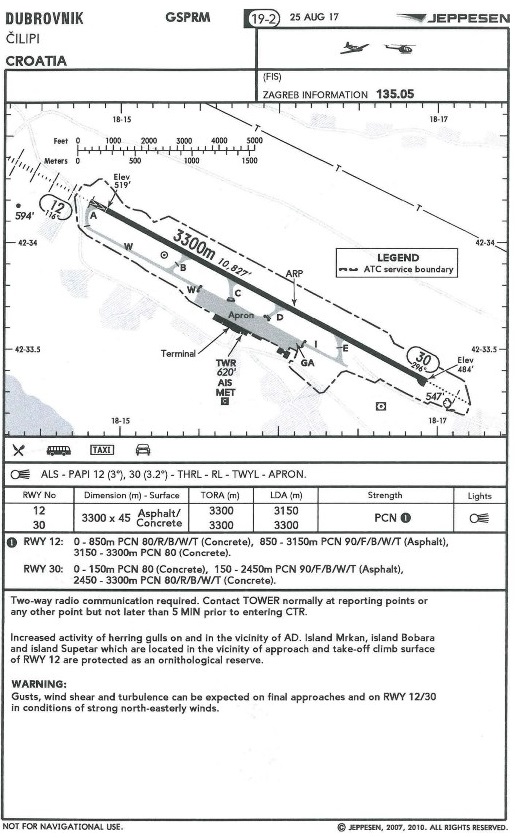 DUBROVNIK GSPRM 19-2 25 AUG 17 JEPPESEN
ČILIPI
CROATIA
(FIS)
ZAGREB INFORMATION 135.05
18-15 18-17
Feet 0 1000 2000 3000 4000 5000
Meters 0 500 1000 1500
T
T
T
T
Elev
519'
12
116°
594'
A
42-34 42-34
W
3300m 10,827'
B
LEGEND
ATC service boundary
ARP
W
C
Apron
D
I
E
42-33.5 42-33.5
Terminal
GA
30
296°
Elev
484'
TWR
620'
AIS
MET
C
547'
18-15 18-17
TAXI
ALS - PAPI 12 (3°), 30 (3.2°) - THRL - RL - TWYL - APRON.
RWY No Dimension (m) - Surface TORA (m) LDA (m) Strength Lights
12 3300 x 45 Asphalt/ 3300 3150 PCN 1
30 Concrete 3300 3300
1 RWY 12: 0 - 850m PCN 80/R/B/W/T (Concrete), 850 - 3150m PCN 90/F/B/W/T (Asphalt),
3150 - 3300m PCN 80 (Concrete).
RWY 30: 0 - 150m PCN 80 (Concrete), 150 - 2450m PCN 90/F/B/W/T (Asphalt),
2450 - 3300m PCN 80/R/B/W/T (Concrete).
Two-way radio communication required. Contact TOWER normally at reporting points or
any other point but not later than 5 MIN prior to entering CTR.
Increased activity of herring gulls on and in the vicinity of AD. Island Mrkan, island Bobara
and island Supetar which are located in the vicinity of approach and take-off climb surface
of RWY 12 are protected as an ornithological reserve.
WARNING:
Gusts, wind shear and turbulence can be expected on final approaches and on RWY 12/30
in conditions of strong north-easterly winds.
NOT FOR NAVIGATIONAL USE. © JEPPESEN, 2007, 2010. ALL RIGHTS RESERVED.